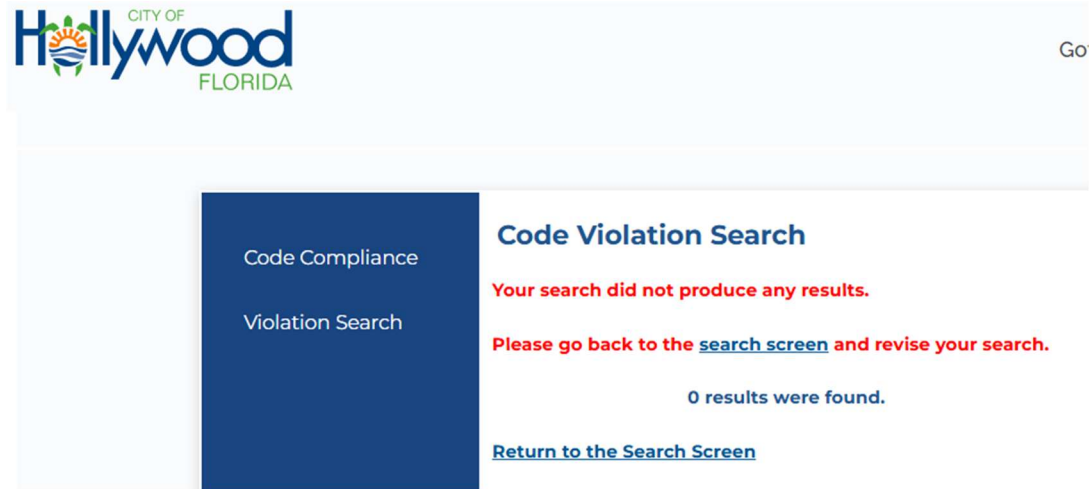 CITY OF
Hollywood
FLORIDA
Code Compliance
Violation Search
Code Violation Search
Your search did not produce any results.
Please go back to the search screen and revise your search.
0 results were found.
Return to the Search Screen